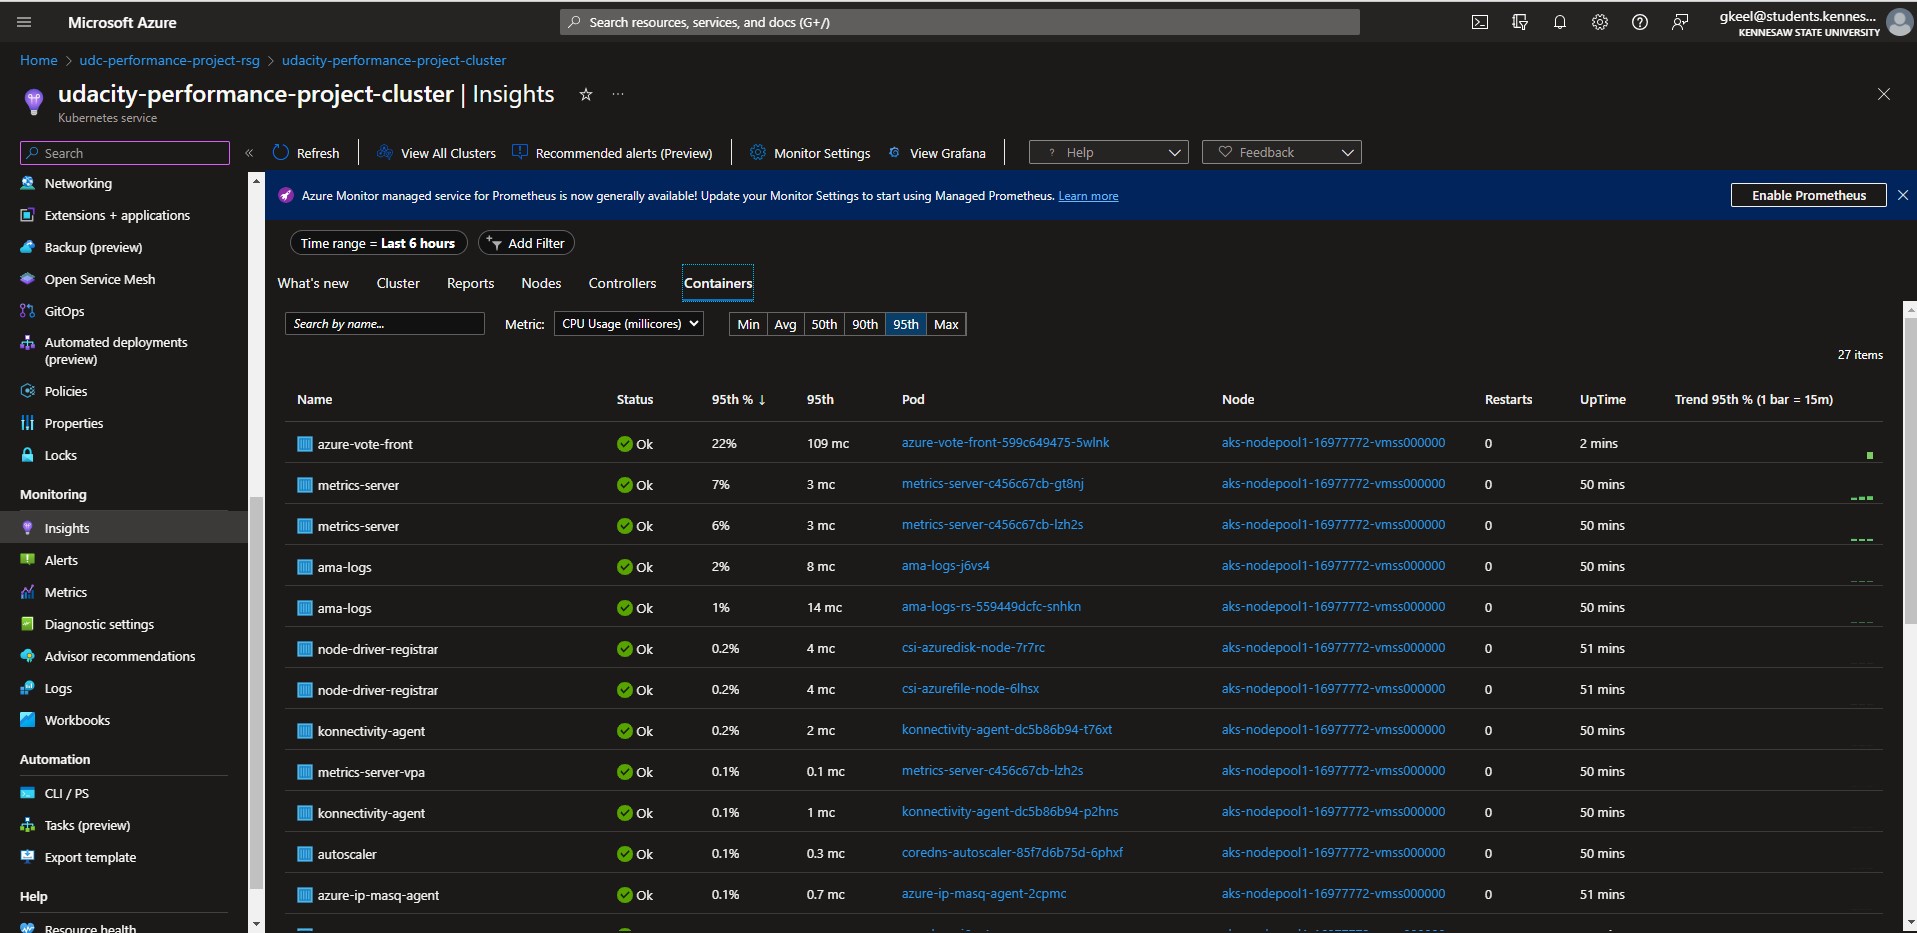 Microsoft Azure
Search resources, services, and docs (G+/)
gkeel@students.kennes...
KENNESAW STATE UNIVERSITY
Home > udc-performance-project-rsg > udacity-performance-project-cluster
udacity-performance-project-cluster | Insights
Kubernetes service
Search
Refresh
View All Clusters
Recommended alerts (Preview)
Monitor Settings
View Grafana
? Help
Feedback
Networking
Extensions + applications
Backup (preview)
Open Service Mesh
GitOps
Automated deployments
(preview)
Policies
Properties
Locks
Monitoring
Insights
Alerts
Metrics
Diagnostic settings
Advisor recommendations
Logs
Workbooks
Automation
CLI / PS
Tasks (preview)
Export template
Help
Resource health
Azure Monitor managed service for Prometheus is now generally available! Update your Monitor Settings to start using Managed Prometheus. Learn more
Enable Prometheus
Time range = Last 6 hours
Add Filter
What's new Cluster Reports Nodes Controllers Containers
Search by name...
Metric: CPU Usage (millicores)
Min Avg 50th 90th 95th Max
27 items
Name Status 95th % ↓ 95th Pod Node Restarts UpTime Trend 95th % (1 bar = 15m)
azure-vote-front Ok 22% 109 mc azure-vote-front-599c649475-5wlnk aks-nodepool1-16977772-vmss000000 0 2 mins
metrics-server Ok 7% 3 mc metrics-server-c456c67cb-gt8nj aks-nodepool1-16977772-vmss000000 0 50 mins
metrics-server Ok 6% 3 mc metrics-server-c456c67cb-lzh2s aks-nodepool1-16977772-vmss000000 0 50 mins
ama-logs Ok 2% 8 mc ama-logs-j6vs4 aks-nodepool1-16977772-vmss000000 0 50 mins
ama-logs Ok 1% 14 mc ama-logs-rs-559449dcfc-snhkn aks-nodepool1-16977772-vmss000000 0 50 mins
node-driver-registrar Ok 0.2% 4 mc csi-azuredisk-node-7r7rc aks-nodepool1-16977772-vmss000000 0 51 mins
node-driver-registrar Ok 0.2% 4 mc csi-azurefile-node-6lhsx aks-nodepool1-16977772-vmss000000 0 51 mins
konnectivity-agent Ok 0.2% 2 mc konnectivity-agent-dc5b86b94-t76xt aks-nodepool1-16977772-vmss000000 0 50 mins
metrics-server-vpa Ok 0.1% 0.1 mc metrics-server-c456c67cb-lzh2s aks-nodepool1-16977772-vmss000000 0 50 mins
konnectivity-agent Ok 0.1% 1 mc konnectivity-agent-dc5b86b94-p2hns aks-nodepool1-16977772-vmss000000 0 50 mins
autoscaler Ok 0.1% 0.3 mc coredns-autoscaler-85f7d6b75d-6phxf aks-nodepool1-16977772-vmss000000 0 50 mins
azure-ip-masq-agent Ok 0.1% 0.7 mc azure-ip-masq-agent-2cpmc aks-nodepool1-16977772-vmss000000 0 51 mins